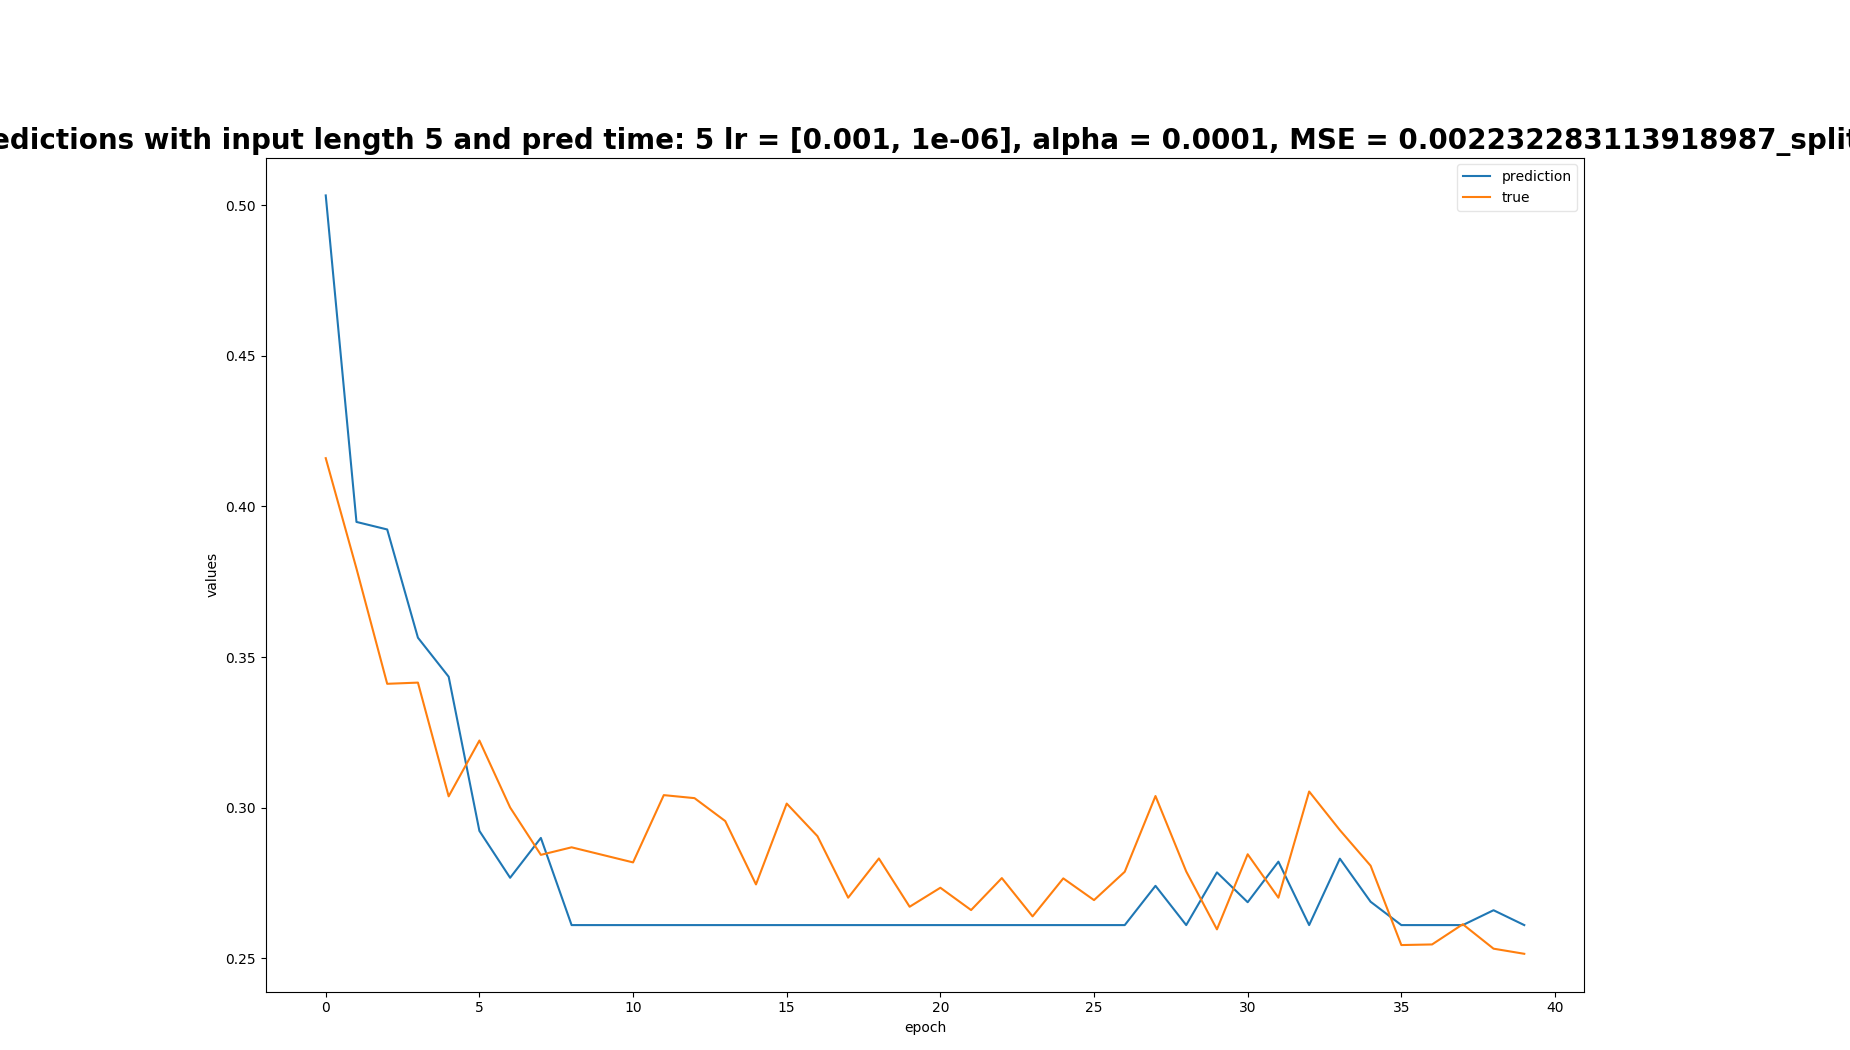 edictions with input length 5 and pred time: 5 lr = [0.001, 1e-06], alpha = 0.0001, MSE = 0.002232283113918987_split
prediction
true
0.50
0.45
0.40
0.35
0.30
0.25
values
0 5 10 15 20 25 30 35 40
epoch